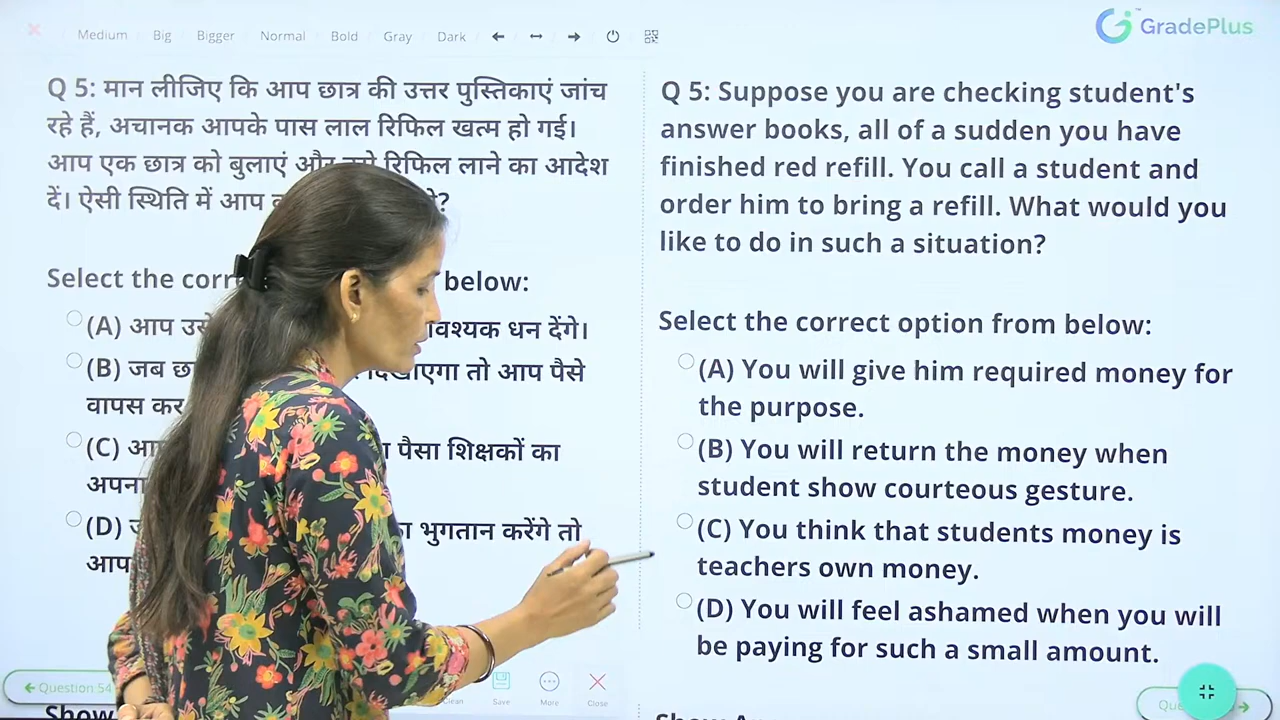 Medium Big Bigger Normal Bold Gray Dark
GradePlus
Q 5: मान लीजिए कि आप छात्र की उत्तर पुस्तिकाएं जांच
रहे हैं, अचानक आपके पास लाल रिफिल खत्म हो गई।
आप एक छात्र को बुलाएं और रिफिल लाने का आदेश
दें। ऐसी स्थिति में आप
Select the below:
(A) आप धन देंगे।
(B) जब तो आप पैसे
वापस
(C) पैसा शिक्षकों का
अपना
(D) भुगतान करेंगे तो
आप
Question 54
Clean Save More Close
Show
Q 5: Suppose you are checking student's
answer books, all of a sudden you have
finished red refill. You call a student and
order him to bring a refill. What would you
like to do in such a situation?
Select the correct option from below:
(A) You will give him required money for
the purpose.
(B) You will return the money when
student show courteous gesture.
(C) You think that students money is
teachers own money.
(D) You will feel ashamed when you will
be paying for such a small amount.